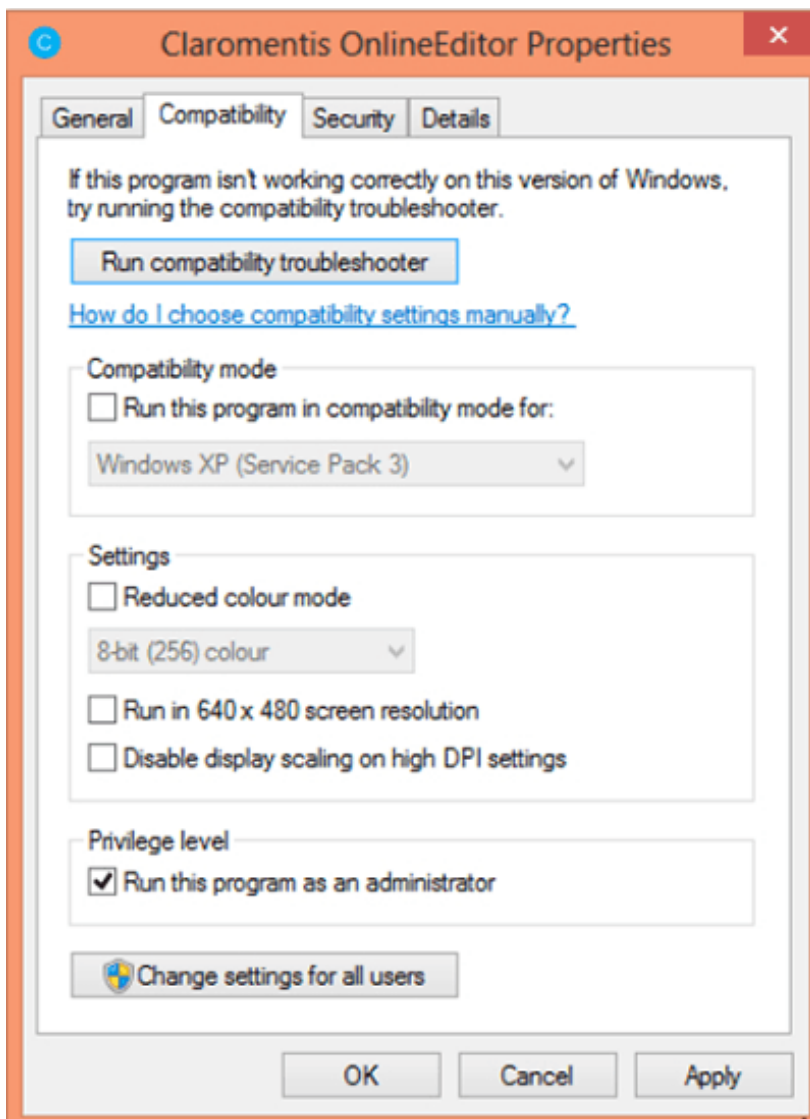 C
Claromentis OnlineEditor Properties
General Compatibility Security Details
If this program isn't working correctly on this version of Windows,
try running the compatibility troubleshooter.
Run compatibility troubleshooter
How do I choose compatibility settings manually?
Compatibility mode
Run this program in compatibility mode for:
Windows XP (Service Pack 3)
Settings
Reduced colour mode
8-bit (256) colour
Run in 640 x 480 screen resolution
Disable display scaling on high DPI settings
Privilege level
Run this program as an administrator
Change settings for all users
OK Cancel Apply